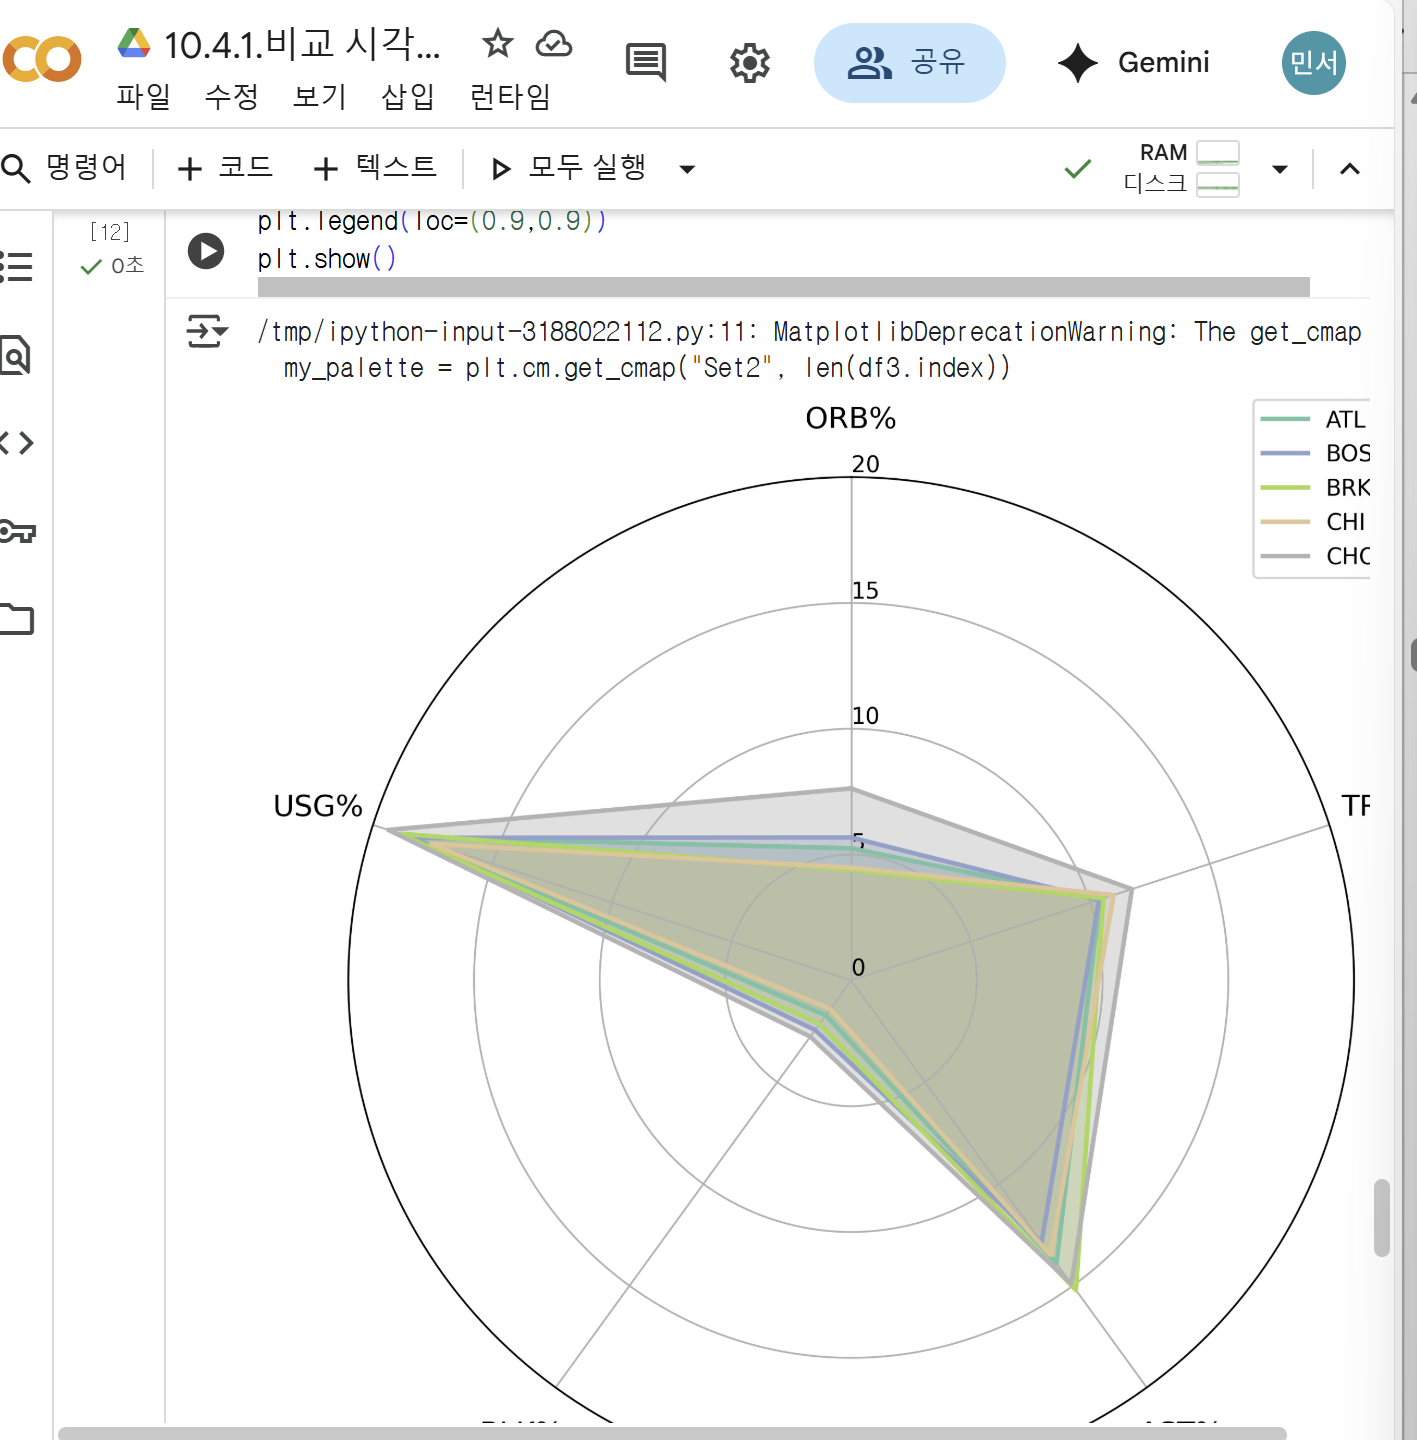 10.4.1.비교 시각...
공유
Gemini
민서
파일 수정 보기 삽입 런타임
명령어 + 코드 + 텍스트 모두 실행
RAM
디스크
[12]
0초
plt.legend(loc=(0.9,0.9))
plt.show()
/tmp/ipython-input-3188022112.py:11: MatplotlibDeprecationWarning: The get_cmap
my_palette = plt.cm.get_cmap("Set2", len(df3.index))
ORB%
ATL
BOS
BRK
CHI
20
15
10
USG%
5
0